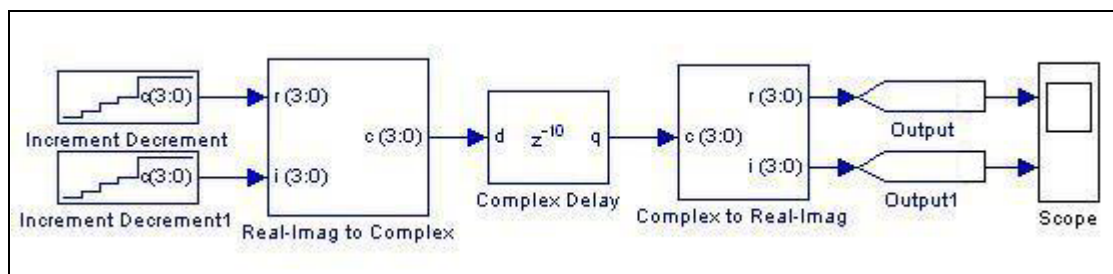 q(3:0)
Increment Decrement
q(3:0)
Increment Decrement1
r (3:0)
i (3:0)
c (3:0)
Real-Imag to Complex
d z-10 q
Complex Delay
c (3:0)
r (3:0)
i (3:0)
Complex to Real-Imag
Output
Output1
Scope